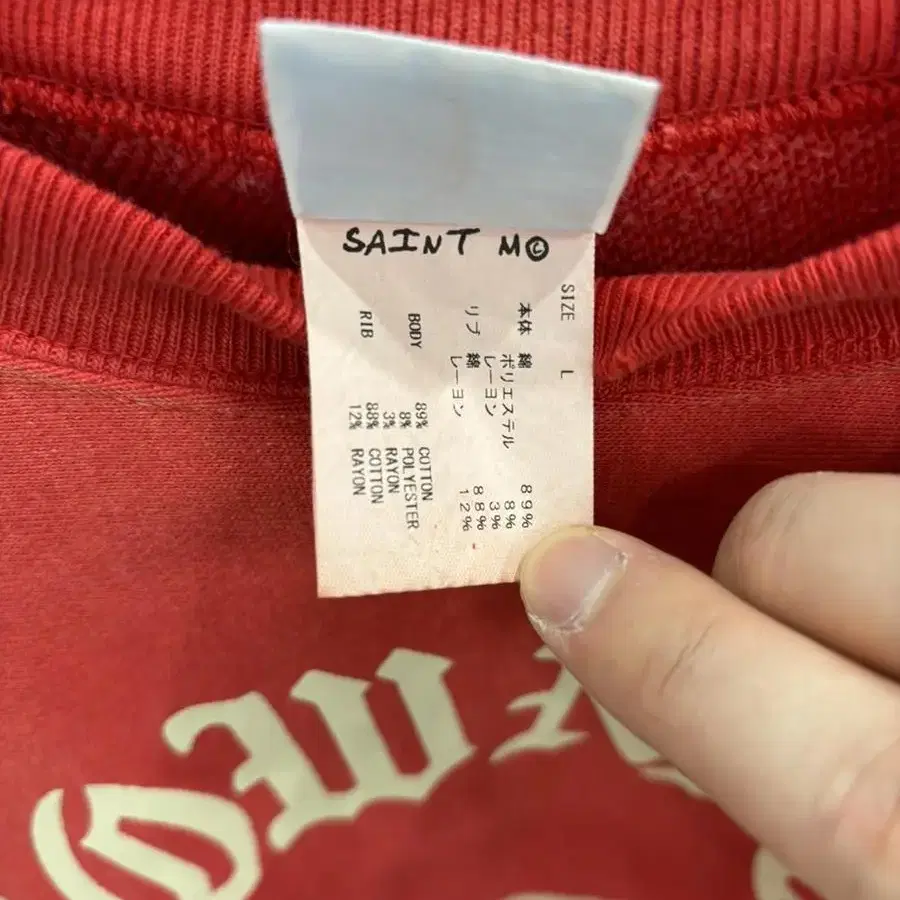 SAINT M©
SIZE L
本体 綿 89%
ポリエステル 8%
レーヨン 3%
リブ 綿 88%
レーヨン 12%
BODY 89% COTTON
8% POLYESTER
3% RAYON
RIB 88% COTTON
12% RAYON